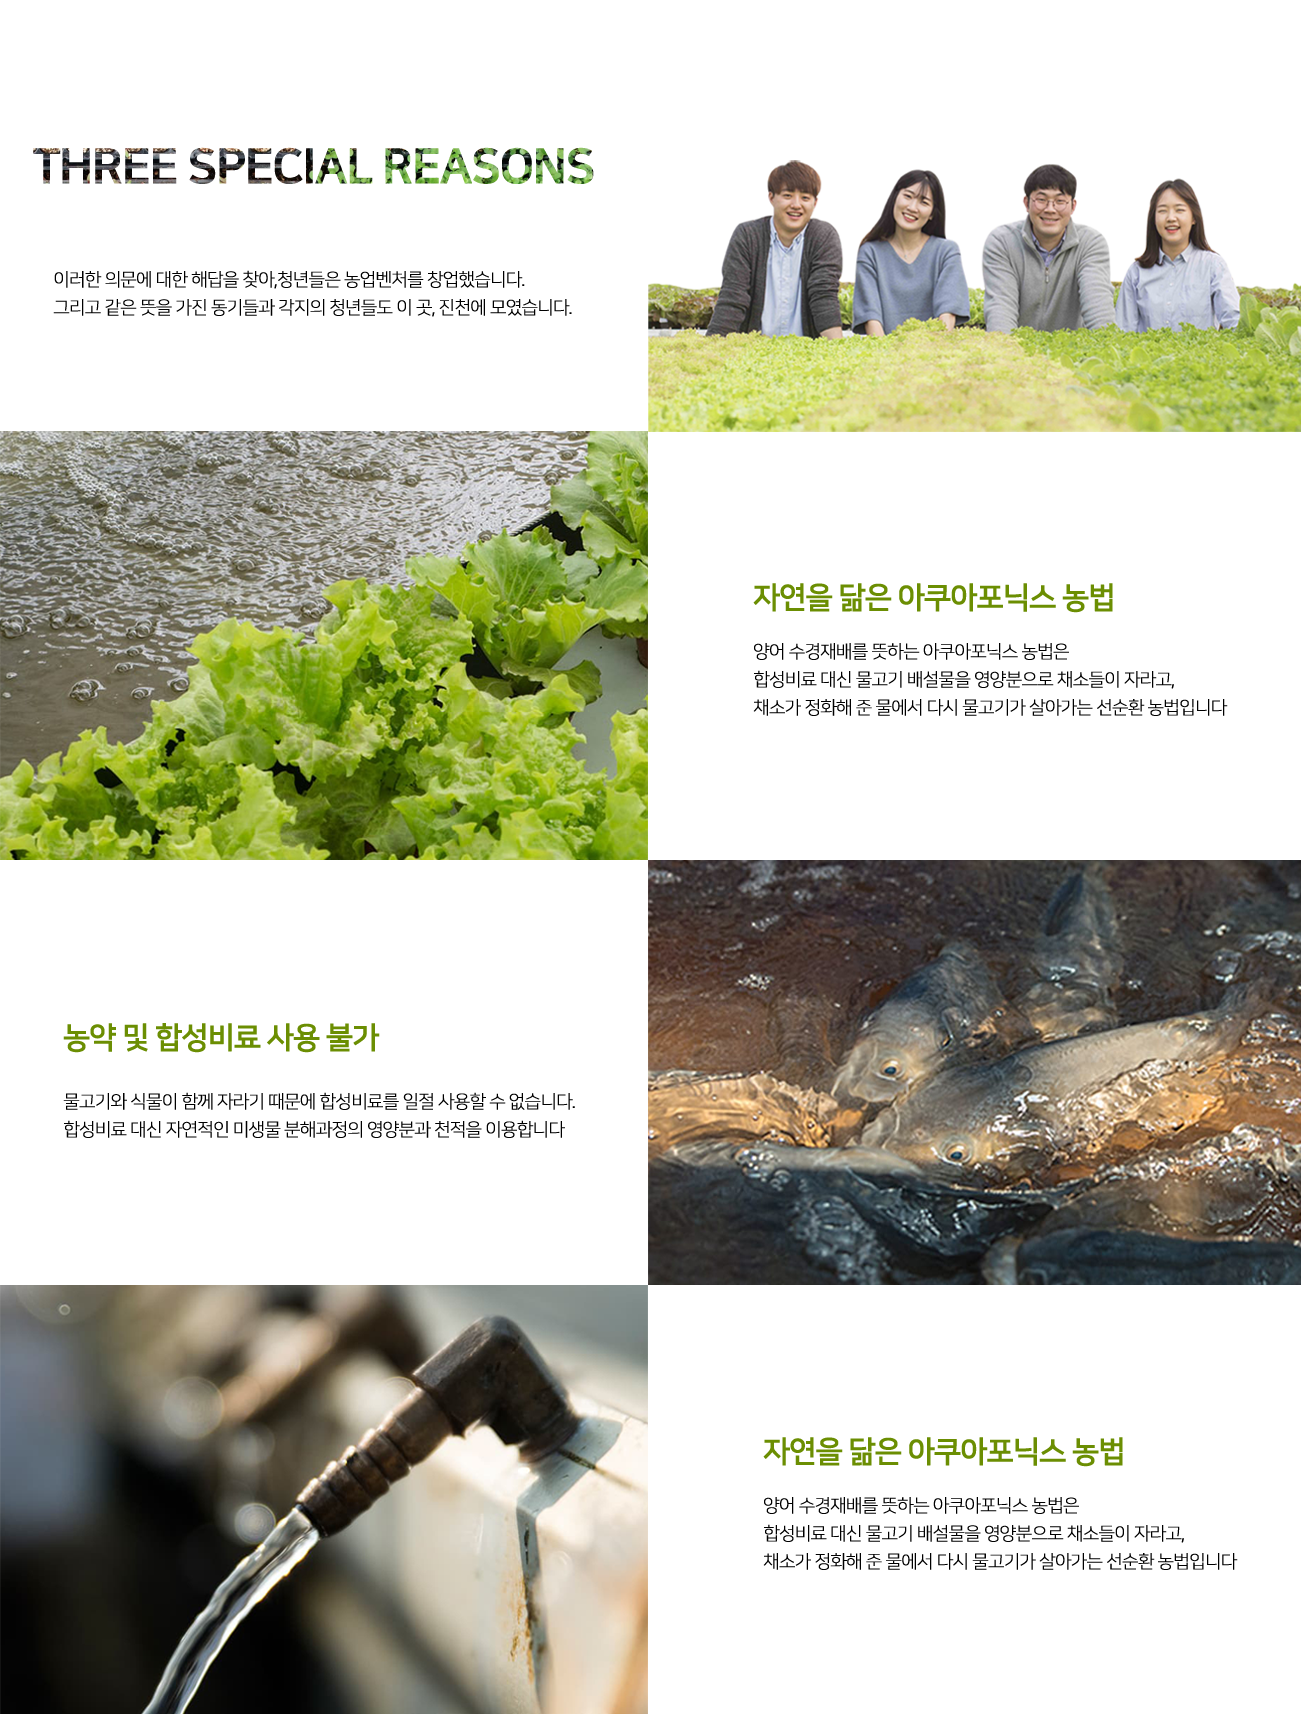 THREE SPECIAL REASONS
이러한 의문에 대한 해답을 찾아,청년들은 농업벤처를 창업했습니다.
그리고 같은 뜻을 가진 동기들과 각지의 청년들도 이 곳, 진천에 모였습니다.
자연을 닮은 아쿠아포닉스 농법
양어 수경재배를 뜻하는 아쿠아포닉스 농법은
합성비료 대신 물고기 배설물을 영양분으로 채소들이 자라고,
채소가 정화해 준 물에서 다시 물고기가 살아가는 선순환 농법입니다
농약 및 합성비료 사용 불가
물고기와 식물이 함께 자라기 때문에 합성비료를 일절 사용할 수 없습니다.
합성비료 대신 자연적인 미생물 분해과정의 영양분과 천적을 이용합니다
자연을 닮은 아쿠아포닉스 농법
양어 수경재배를 뜻하는 아쿠아포닉스 농법은
합성비료 대신 물고기 배설물을 영양분으로 채소들이 자라고,
채소가 정화해 준 물에서 다시 물고기가 살아가는 선순환 농법입니다